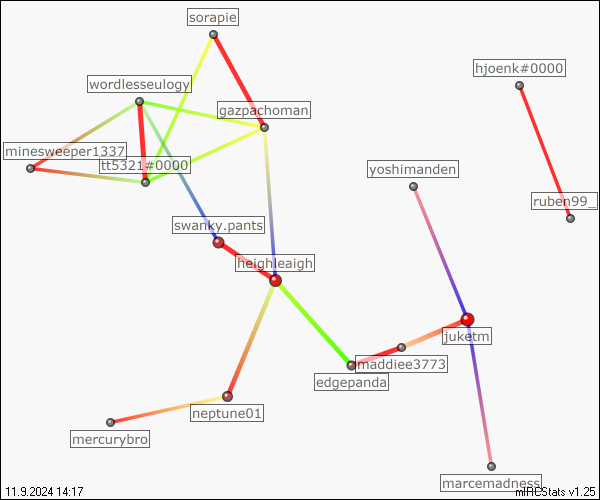 sorapie
hjoenk#0000
wordlesseulogy
gazpachoman
minesweeper1337
tt5321#0000
yoshimanden
ruben99_
swanky.pants
heighleaigh
juketm
maddiee3773
edgepanda
neptune01
mercurybro
marcemadness
11.9.2024 14:17
mIRCStats v1.25